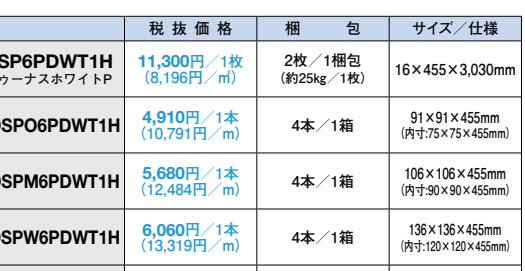 税抜価格 梱包 サイズ／仕様
SP6PDWT1H 11,300円／1枚 2枚／1梱包 16×455×3,030mm
ゥーナスホワイトP (8,196円／㎡) (約25kg／1枚)
SPO6PDWT1H 4,910円／1本 4本／1箱 91×91×455mm
(10,791円／m) (内寸:75×75×455mm)
SPM6PDWT1H 5,680円／1本 4本／1箱 106×106×455mm
(12,484円／m) (内寸:90×90×455mm)
SPW6PDWT1H 6,060円／1本 4本／1箱 136×136×455mm
(13,319円／m) (内寸:120×120×455mm)